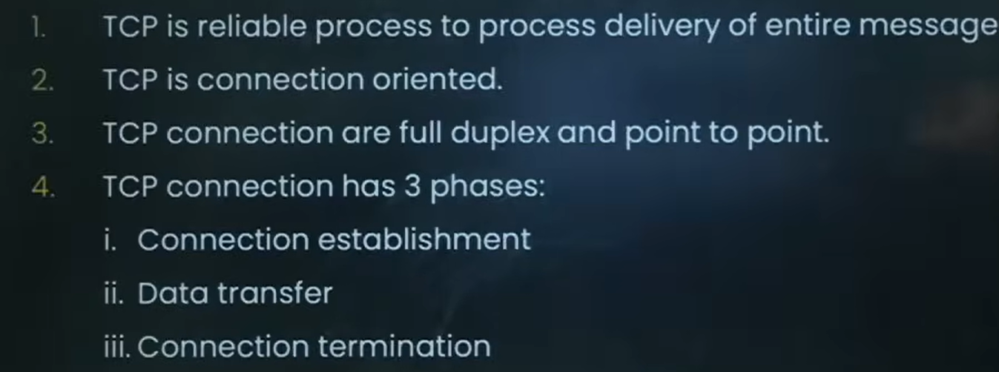 1. TCP is reliable process to process delivery of entire message
2. TCP is connection oriented.
3. TCP connection are full duplex and point to point.
4. TCP connection has 3 phases:
i. Connection establishment
ii. Data transfer
iii. Connection termination